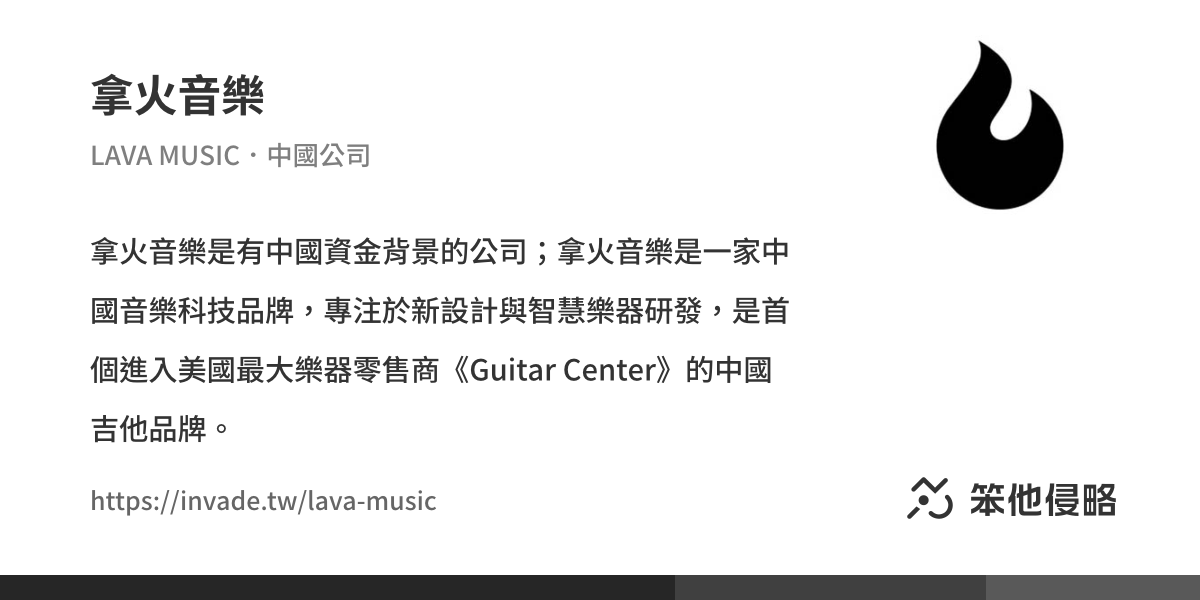 拿火音樂
LAVA MUSIC・中國公司
拿火音樂是有中國資金背景的公司；拿火音樂是一家中
國音樂科技品牌，專注於新設計與智慧樂器研發，是首
個進入美國最大樂器零售商《Guitar Center》的中國
吉他品牌。
https://invade.tw/lava-music
笨他侵略